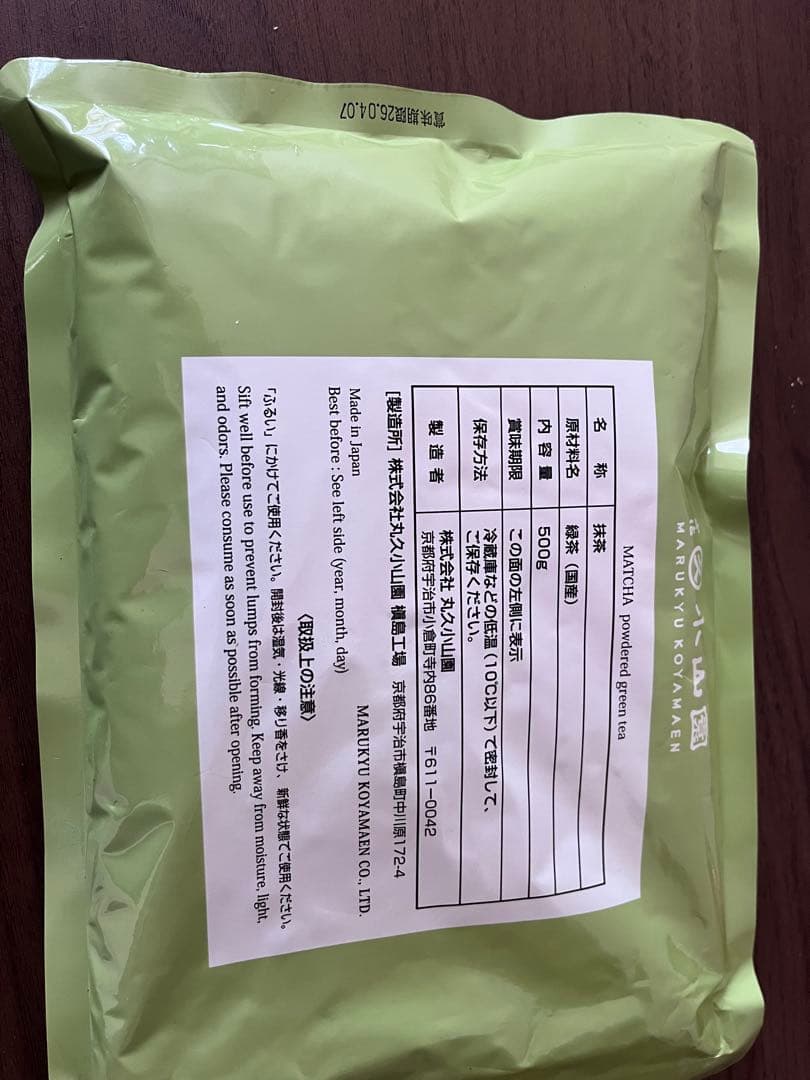 賞味期限26.04.07
小山園
MARUKYU KOYAMAEN
MATCHA powdered green tea
名称 抹茶
原材料名 緑茶(国産)
内容量 500g
賞味期限 この面の左側に表示
保存方法 冷蔵庫などの低温(10℃以下)で密封して、
ご保存ください。
製造者 株式会社 丸久小山園
京都府宇治市小倉町寺内86番地 〒611-0042
[製造所] 株式会社丸久小山園 槇島工場 京都府宇治市槇島町中川原172-4
Made in Japan
MARUKYU KOYAMAEN CO., LTD.
Best before : See left side (year, month, day)
〈取扱上の注意〉
「ふるい」にかけてご使用ください。開封後は湿気・光線・移り香をさけ、新鮮な状態でご使用ください。
Sift well before use to prevent lumps from forming. Keep away from moisture, light,
and odors. Please consume as soon as possible after opening.